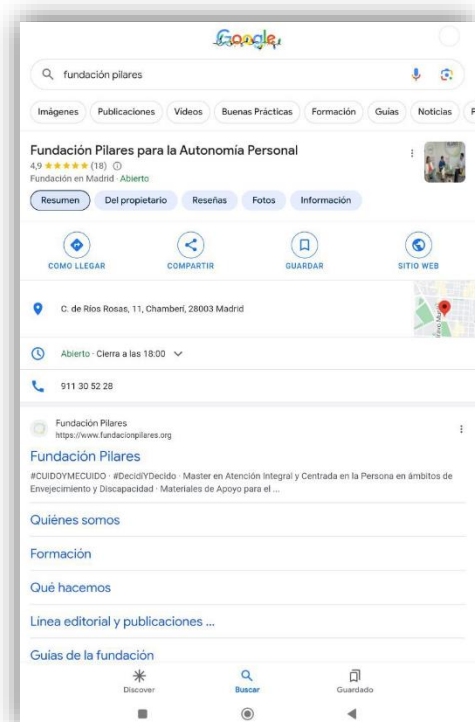 Google
fundación pilares
Imágenes Publicaciones Vídeos Buenas Prácticas Formación Guías Noticias
Fundación Pilares para la Autonomía Personal
4,9 ★★★★★ (18)
Fundación en Madrid · Abierto
Resumen Del propietario Reseñas Fotos Información
COMO LLEGAR COMPARTIR GUARDAR SITIO WEB
C. de Ríos Rosas, 11, Chamberí, 28003 Madrid
Abierto · Cierra a las 18:00
911 30 52 28
Fundación Pilares
https://www.fundacionpilares.org
Fundación Pilares
#CUIDOYMECUIDO · #DecidiYDecido · Master en Atención Integral y Centrada en la Persona en ámbitos de
Envejecimiento y Discapacidad · Materiales de Apoyo para el ...
Quiénes somos
Formación
Qué hacemos
Línea editorial y publicaciones ...
Guías de la fundación
Discover Buscar Guardado